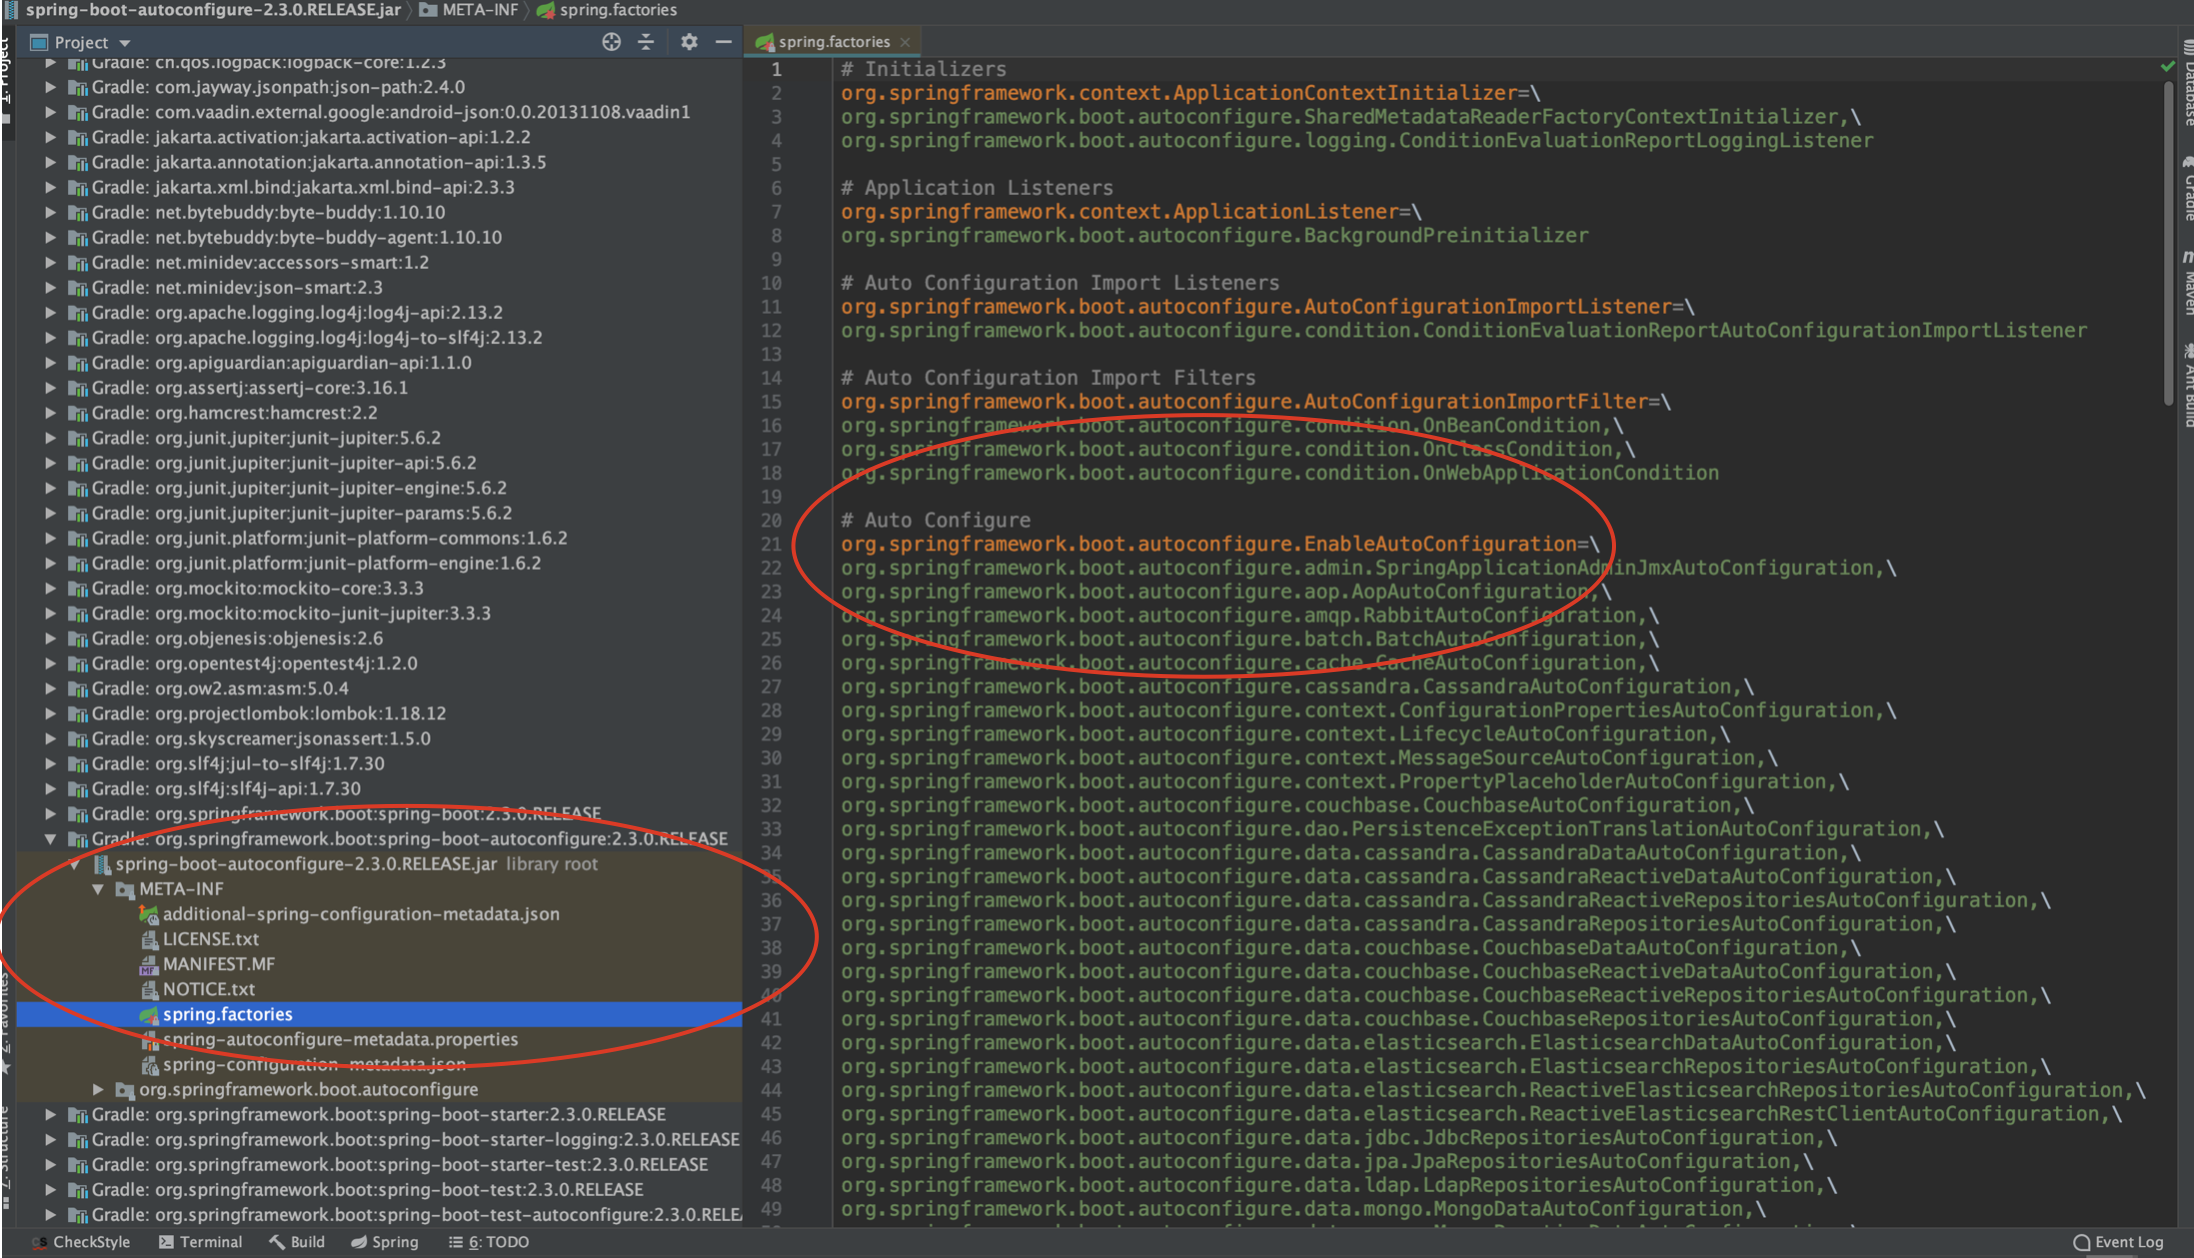 spring-boot-autoconfigure-2.3.0.RELEASE.jar META-INF spring.factories
Project
Gradle: ch.qos.logback:logback-core:1.2.3
Gradle: com.jayway.jsonpath:json-path:2.4.0
Gradle: com.vaadin.external.google:android-json:0.0.20131108.vaadin1
Gradle: jakarta.activation:jakarta.activation-api:1.2.2
Gradle: jakarta.annotation:jakarta.annotation-api:1.3.5
Gradle: jakarta.xml.bind:jakarta.xml.bind-api:2.3.3
Gradle: net.bytebuddy:byte-buddy:1.10.10
Gradle: net.bytebuddy:byte-buddy-agent:1.10.10
Gradle: net.minidev:accessors-smart:1.2
Gradle: net.minidev:json-smart:2.3
Gradle: org.apache.logging.log4j:log4j-api:2.13.2
Gradle: org.apache.logging.log4j:log4j-to-slf4j:2.13.2
Gradle: org.apiguardian:apiguardian-api:1.1.0
Gradle: org.assertj:assertj-core:3.16.1
Gradle: org.hamcrest:hamcrest:2.2
Gradle: org.junit.jupiter:junit-jupiter:5.6.2
Gradle: org.junit.jupiter:junit-jupiter-api:5.6.2
Gradle: org.junit.jupiter:junit-jupiter-engine:5.6.2
Gradle: org.junit.jupiter:junit-jupiter-params:5.6.2
Gradle: org.junit.platform:junit-platform-commons:1.6.2
Gradle: org.junit.platform:junit-platform-engine:1.6.2
Gradle: org.mockito:mockito-core:3.3.3
Gradle: org.mockito:mockito-junit-jupiter:3.3.3
Gradle: org.objenesis:objenesis:2.6
Gradle: org.opentest4j:opentest4j:1.2.0
Gradle: org.ow2.asm:asm:5.0.4
Gradle: org.projectlombok:lombok:1.18.12
Gradle: org.skyscreamer:jsonassert:1.5.0
Gradle: org.slf4j:jul-to-slf4j:1.7.30
Gradle: org.slf4j:slf4j-api:1.7.30
Gradle: org.springframework.boot:spring-boot:2.3.0.RELEASE
Gradle: org.springframework.boot:spring-boot-autoconfigure:2.3.0.RELEASE
spring-boot-autoconfigure-2.3.0.RELEASE.jar library root
META-INF
additional-spring-configuration-metadata.json
LICENSE.txt
MANIFEST.MF
NOTICE.txt
spring.factories
spring-autoconfigure-metadata.properties
spring-configuration-metadata.json
org.springframework.boot.autoconfigure
Gradle: org.springframework.boot:spring-boot-starter:2.3.0.RELEASE
Gradle: org.springframework.boot:spring-boot-starter-logging:2.3.0.RELEASE
Gradle: org.springframework.boot:spring-boot-starter-test:2.3.0.RELEASE
Gradle: org.springframework.boot:spring-boot-test:2.3.0.RELEASE
Gradle: org.springframework.boot:spring-boot-test-autoconfigure:2.3.0.RELEA
spring.factories
1 # Initializers
2 org.springframework.context.ApplicationContextInitializer=\
3 org.springframework.boot.autoconfigure.SharedMetadataReaderFactoryContextInitializer,\
4 org.springframework.boot.autoconfigure.logging.ConditionEvaluationReportLoggingListener
5
6 # Application Listeners
7 org.springframework.context.ApplicationListener=\
8 org.springframework.boot.autoconfigure.BackgroundPreinitializer
9
10 # Auto Configuration Import Listeners
11 org.springframework.boot.autoconfigure.AutoConfigurationImportListener=\
12 org.springframework.boot.autoconfigure.condition.ConditionEvaluationReportAutoConfigurationImportListener
13
14 # Auto Configuration Import Filters
15 org.springframework.boot.autoconfigure.AutoConfigurationImportFilter=\
16 org.springframework.boot.autoconfigure.condition.OnBeanCondition,\
17 org.springframework.boot.autoconfigure.condition.OnClassCondition,\
18 org.springframework.boot.autoconfigure.condition.OnWebApplicationCondition
19
20 # Auto Configure
21 org.springframework.boot.autoconfigure.EnableAutoConfiguration=\
22 org.springframework.boot.autoconfigure.admin.SpringApplicationAdminJmxAutoConfiguration,\
23 org.springframework.boot.autoconfigure.aop.AopAutoConfiguration,\
24 org.springframework.boot.autoconfigure.amqp.RabbitAutoConfiguration,\
25 org.springframework.boot.autoconfigure.batch.BatchAutoConfiguration,\
26 org.springframework.boot.autoconfigure.cache.CacheAutoConfiguration,\
27 org.springframework.boot.autoconfigure.cassandra.CassandraAutoConfiguration,\
28 org.springframework.boot.autoconfigure.context.ConfigurationPropertiesAutoConfiguration,\
29 org.springframework.boot.autoconfigure.context.LifecycleAutoConfiguration,\
30 org.springframework.boot.autoconfigure.context.MessageSourceAutoConfiguration,\
31 org.springframework.boot.autoconfigure.context.PropertyPlaceholderAutoConfiguration,\
32 org.springframework.boot.autoconfigure.couchbase.CouchbaseAutoConfiguration,\
33 org.springframework.boot.autoconfigure.dao.PersistenceExceptionTranslationAutoConfiguration,\
34 org.springframework.boot.autoconfigure.data.cassandra.CassandraDataAutoConfiguration,\
35 org.springframework.boot.autoconfigure.data.cassandra.CassandraReactiveDataAutoConfiguration,\
36 org.springframework.boot.autoconfigure.data.cassandra.CassandraReactiveRepositoriesAutoConfiguration,\
37 org.springframework.boot.autoconfigure.data.cassandra.CassandraRepositoriesAutoConfiguration,\
38 org.springframework.boot.autoconfigure.data.couchbase.CouchbaseDataAutoConfiguration,\
39 org.springframework.boot.autoconfigure.data.couchbase.CouchbaseReactiveDataAutoConfiguration,\
40 org.springframework.boot.autoconfigure.data.couchbase.CouchbaseReactiveRepositoriesAutoConfiguration,\
41 org.springframework.boot.autoconfigure.data.couchbase.CouchbaseRepositoriesAutoConfiguration,\
42 org.springframework.boot.autoconfigure.data.elasticsearch.ElasticsearchDataAutoConfiguration,\
43 org.springframework.boot.autoconfigure.data.elasticsearch.ElasticsearchRepositoriesAutoConfiguration,\
44 org.springframework.boot.autoconfigure.data.elasticsearch.ReactiveElasticsearchRepositoriesAutoConfiguration,\
45 org.springframework.boot.autoconfigure.data.elasticsearch.ReactiveElasticsearchRestClientAutoConfiguration,\
46 org.springframework.boot.autoconfigure.data.jdbc.JdbcRepositoriesAutoConfiguration,\
47 org.springframework.boot.autoconfigure.data.jpa.JpaRepositoriesAutoConfiguration,\
48 org.springframework.boot.autoconfigure.data.ldap.LdapRepositoriesAutoConfiguration,\
49 org.springframework.boot.autoconfigure.data.mongo.MongoDataAutoConfiguration,\
Database
Gradle
Maven
Ant Build
CheckStyle Terminal Build Spring 6: TODO Event Log